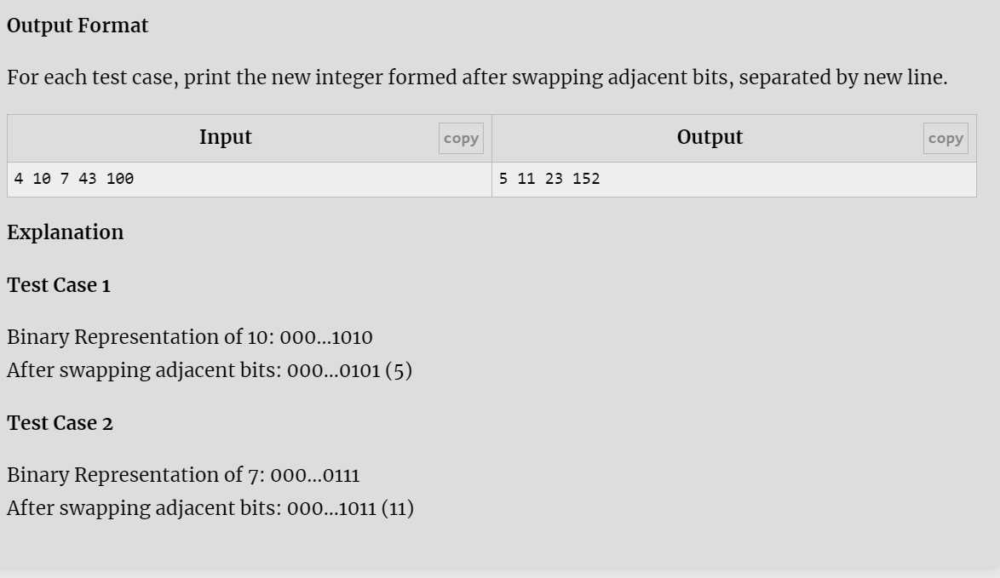 Output Format
For each test case, print the new integer formed after swapping adjacent bits, separated by new line.
Input copy Output copy
4 10 7 43 100 5 11 23 152
Explanation
Test Case 1
Binary Representation of 10: 000...1010
After swapping adjacent bits: 000...0101 (5)
Test Case 2
Binary Representation of 7: 000...0111
After swapping adjacent bits: 000...1011 (11)